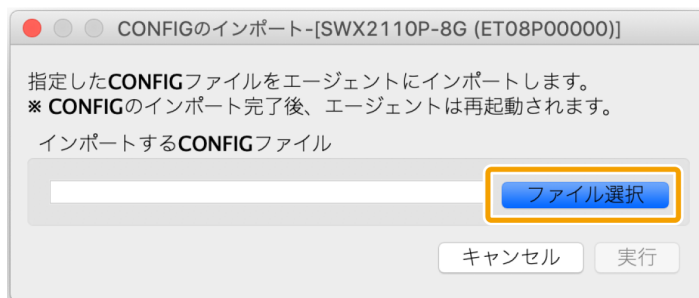 CONFIGのインポート-[SWX2110P-8G (ET08P00000)]
指定したCONFIGファイルをエージェントにインポートします。
※ CONFIGのインポート完了後、エージェントは再起動されます。
インポートするCONFIGファイル
ファイル選択
キャンセル 実行